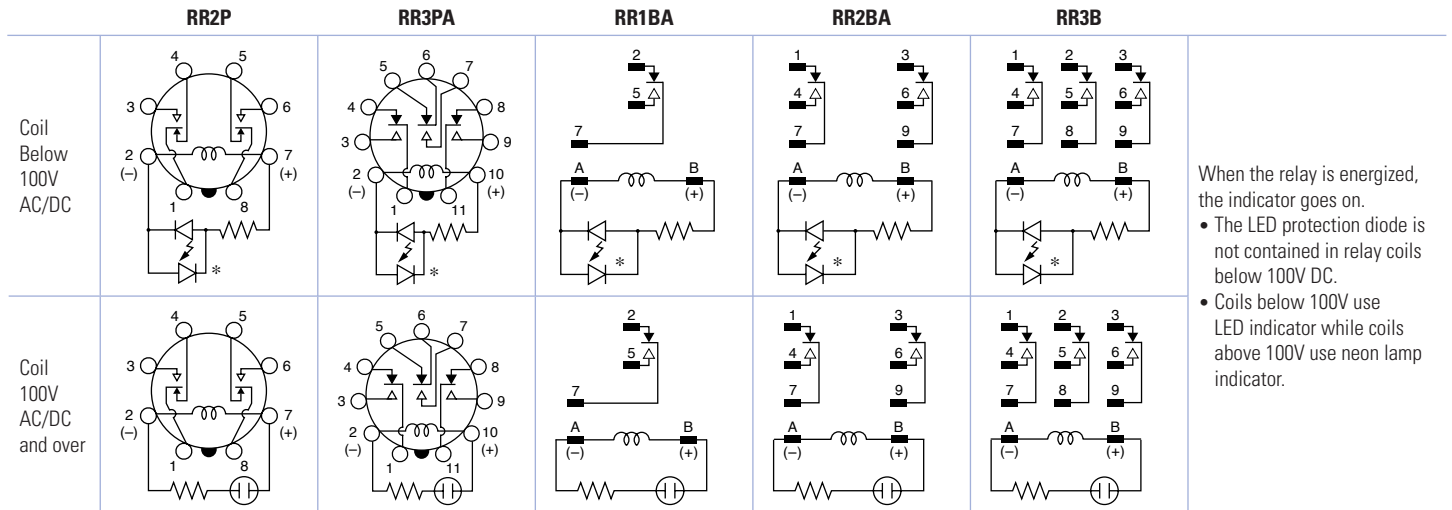 RR2P RR3PA RR1BA RR2BA RR3B
Coil
Below
100V
AC/DC
4 5
3 6
2 7
(–) (+)
1 8
*
6
5 7
4 8
3 9
2 10
(–) (+)
1 11
*
2
5
7
A B
(–) (+)
*
1 3
4 6
7 9
A B
(–) (+)
*
1 2 3
4 5 6
7 8 9
A B
(–) (+)
*
When the relay is energized,
the indicator goes on.
• The LED protection diode is
not contained in relay coils
below 100V DC.
• Coils below 100V use
LED indicator while coils
above 100V use neon lamp
indicator.
Coil
100V
AC/DC
and over
4 5
3 6
2 7
(–) (+)
1 8
6
5 7
4 8
3 9
2 10
(–) (+)
1 11
2
5
7
A B
(–) (+)
1 3
4 6
7 9
A B
(–) (+)
1 2 3
4 5 6
7 8 9
A B
(–) (+)